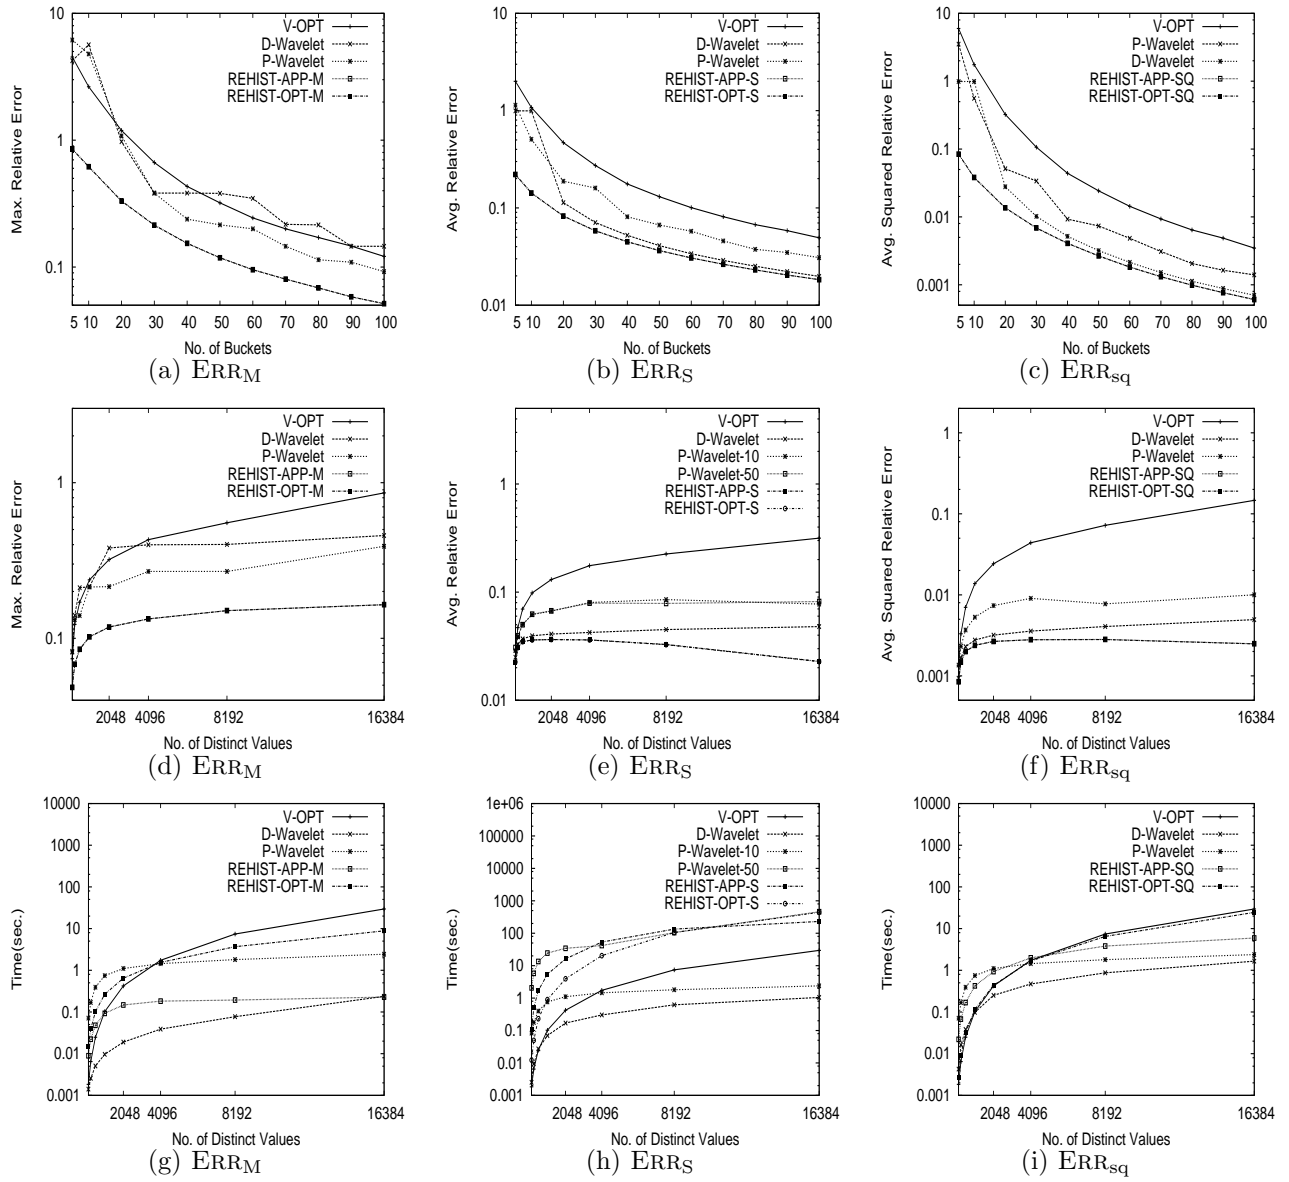 10
1
0.1
Max. Relative Error
V-OPT
D-Wavelet
P-Wavelet
REHIST-APP-M
REHIST-OPT-M
5 10 20 30 40 50 60 70 80 90 100
No. of Buckets
(a) ERR_M
10
1
0.1
0.01
Avg. Relative Error
V-OPT
D-Wavelet
P-Wavelet
REHIST-APP-S
REHIST-OPT-S
5 10 20 30 40 50 60 70 80 90 100
No. of Buckets
(b) ERR_S
10
1
0.1
0.01
0.001
Avg. Squared Relative Error
V-OPT
P-Wavelet
D-Wavelet
REHIST-APP-SQ
REHIST-OPT-SQ
5 10 20 30 40 50 60 70 80 90 100
No. of Buckets
(c) ERR_sq
1
0.1
Max. Relative Error
V-OPT
D-Wavelet
P-Wavelet
REHIST-APP-M
REHIST-OPT-M
2048 4096 8192 16384
No. of Distinct Values
(d) ERR_M
1
0.1
0.01
Avg. Relative Error
V-OPT
D-Wavelet
P-Wavelet-10
P-Wavelet-50
REHIST-APP-S
REHIST-OPT-S
2048 4096 8192 16384
No. of Distinct Values
(e) ERR_S
1
0.1
0.01
0.001
Avg. Squared Relative Error
V-OPT
D-Wavelet
P-Wavelet
REHIST-APP-SQ
REHIST-OPT-SQ
2048 4096 8192 16384
No. of Distinct Values
(f) ERR_sq
10000
1000
100
10
1
0.1
0.01
0.001
Time(sec.)
V-OPT
D-Wavelet
P-Wavelet
REHIST-APP-M
REHIST-OPT-M
2048 4096 8192 16384
No. of Distinct Values
(g) ERR_M
1e+06
100000
10000
1000
100
10
1
0.1
0.01
0.001
Time(sec.)
V-OPT
D-Wavelet
P-Wavelet-10
P-Wavelet-50
REHIST-APP-S
REHIST-OPT-S
2048 4096 8192 16384
No. of Distinct Values
(h) ERR_S
10000
1000
100
10
1
0.1
0.01
0.001
Time(sec.)
V-OPT
D-Wavelet
P-Wavelet
REHIST-APP-SQ
REHIST-OPT-SQ
2048 4096 8192 16384
No. of Distinct Values
(i) ERR_sq